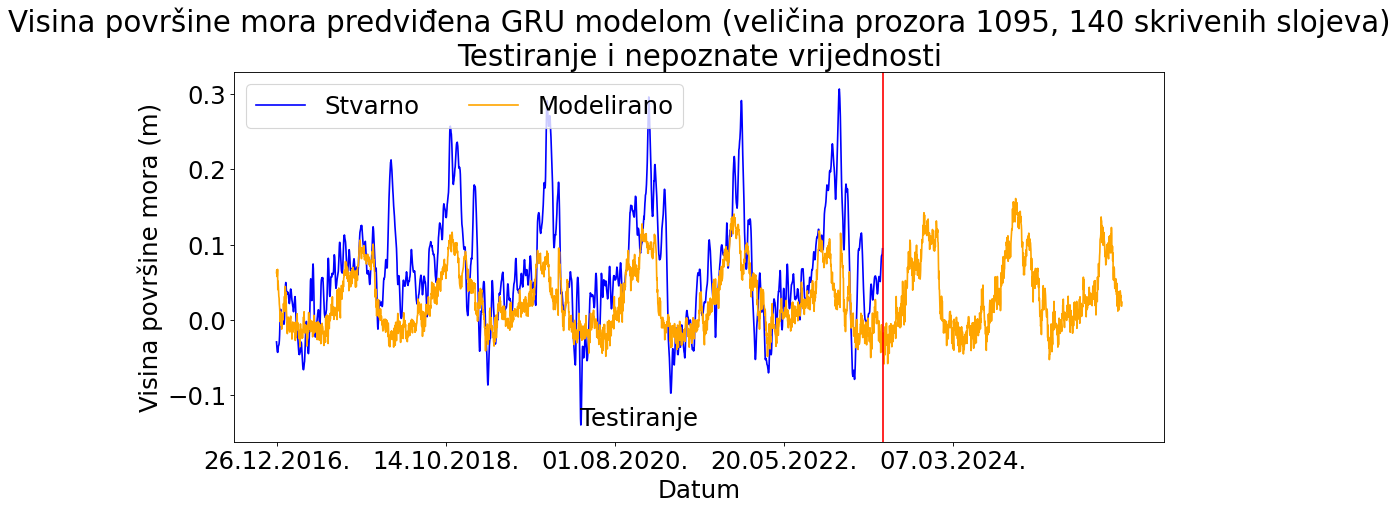 Visina površine mora predviđena GRU modelom (veličina prozora 1095, 140 skrivenih slojeva)
Testiranje i nepoznate vrijednosti
Stvarno
Modelirano
Visina površine mora (m)
0.3
0.2
0.1
0.0
−0.1
Testiranje
26.12.2016.
14.10.2018.
01.08.2020.
20.05.2022.
07.03.2024.
Datum